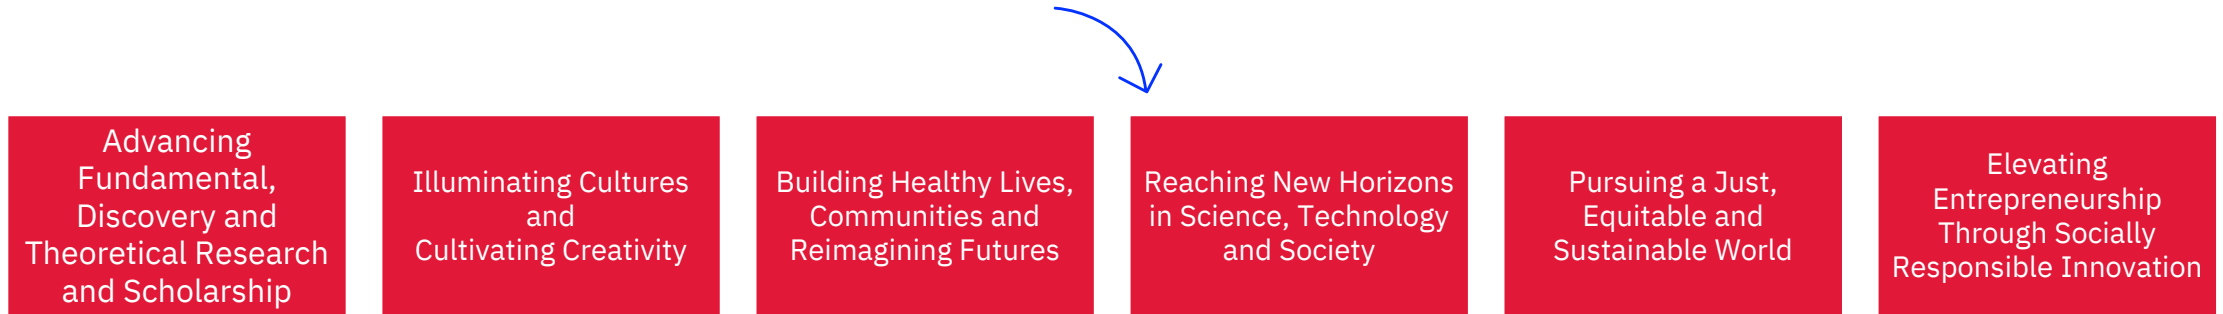 Advancing
Fundamental,
Discovery and
Theoretical Research
and Scholarship
Illuminating Cultures
and
Cultivating Creativity
Building Healthy Lives,
Communities and
Reimagining Futures
Reaching New Horizons
in Science, Technology
and Society
Pursuing a Just,
Equitable and
Sustainable World
Elevating
Entrepreneurship
Through Socially
Responsible Innovation